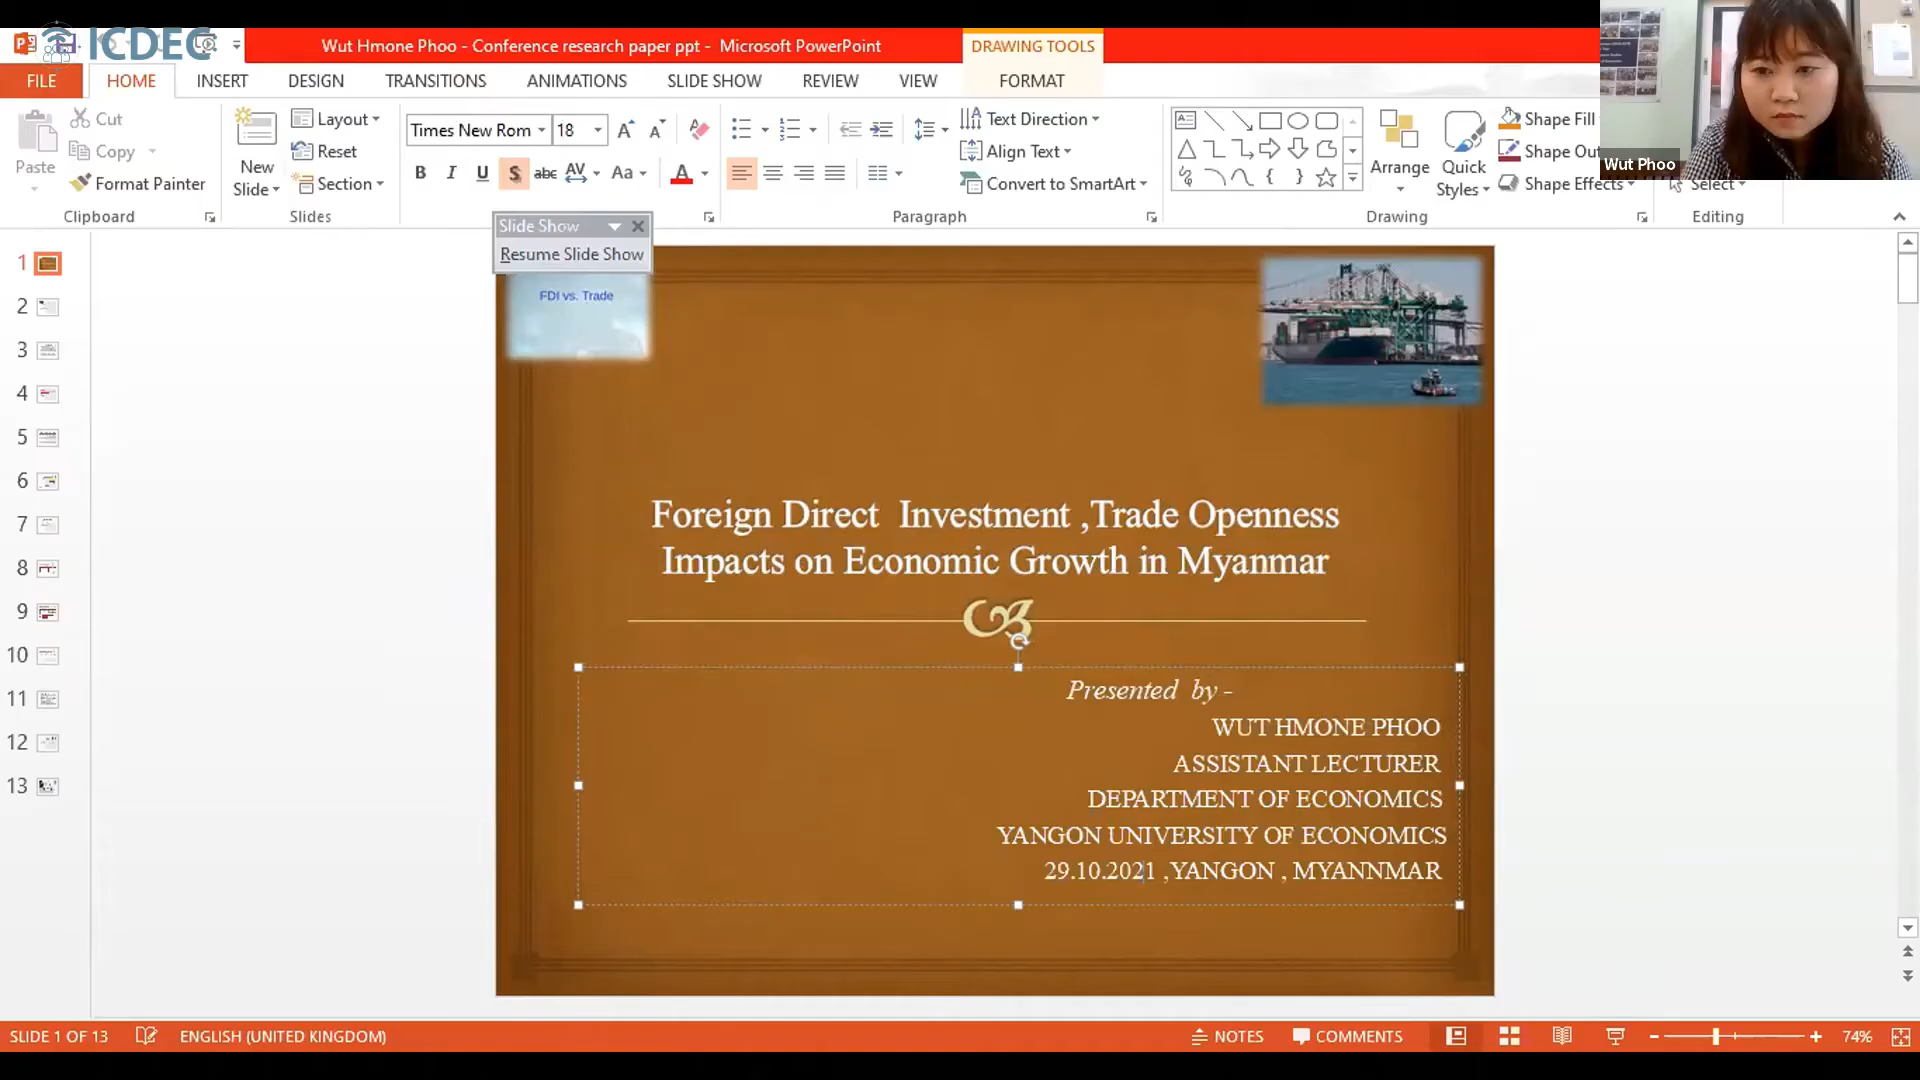 ICDEC
Wut Hmone Phoo - Conference research paper ppt - Microsoft PowerPoint
DRAWING TOOLS
FILE HOME INSERT DESIGN TRANSITIONS ANIMATIONS SLIDE SHOW REVIEW VIEW FORMAT
Paste
Cut
Copy
Format Painter
Clipboard
New
Slide
Layout
Reset
Section
Slides
Times New Rom 18
B I U S abc AV Aa A
Text Direction
Align Text
Convert to SmartArt
Paragraph
Arrange
Quick
Styles
Shape Fill
Shape Ou
Shape Effects
Drawing
Select
Editing
Wut Phoo
Slide Show
Resume Slide Show
1
2
3
4
5
6
7
8
9
10
11
12
13
FDI vs. Trade
Foreign Direct Investment ,Trade Openness
Impacts on Economic Growth in Myanmar
Presented by -
WUT HMONE PHOO
ASSISTANT LECTURER
DEPARTMENT OF ECONOMICS
YANGON UNIVERSITY OF ECONOMICS
29.10.2021 ,YANGON , MYANNMAR
SLIDE 1 OF 13 ENGLISH (UNITED KINGDOM) NOTES COMMENTS 74%